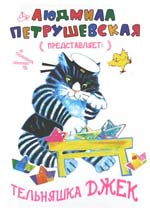 ЛЮДМИЛА
ПЕТРУШЕВСКАЯ
(ПРЕДСТАВЛЯЕТ:)
ТЕЛЬНЯШКА ДЖЕК